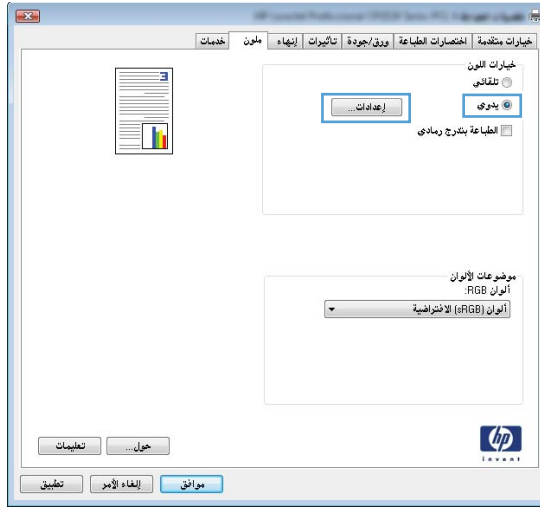 خيارات متقدمة اختصارات الطباعة ورق/جودة تأثيرات إنهاء ملون خدمات
خيارات اللون
تلقائي
يدوي
إعدادات...
الطباعة بتدرج رمادي
موضوعات الألوان
ألوان RGB:
ألوان (sRGB) الافتراضية
hp
invent
حول... تعليمات
موافق إلغاء الأمر تطبيق